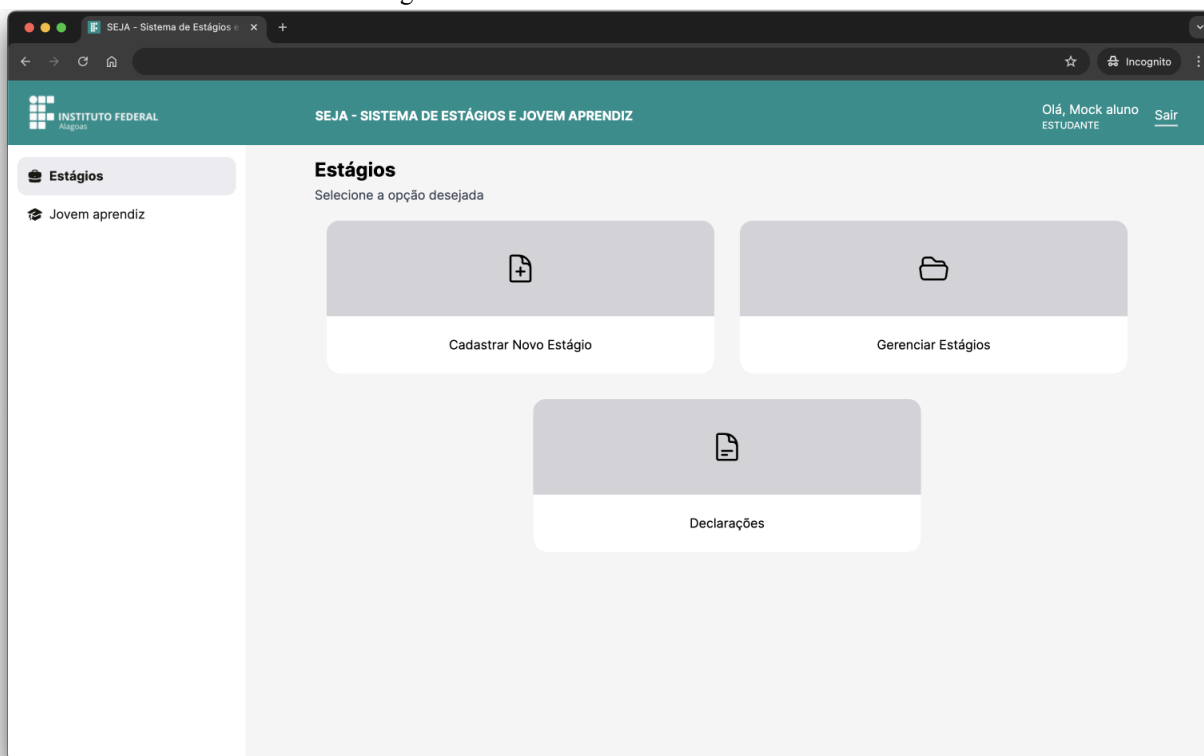 SEJA - Sistema de Estágios e
Incognito
INSTITUTO FEDERAL
Alagoas
SEJA - SISTEMA DE ESTÁGIOS E JOVEM APRENDIZ
Olá, Mock aluno
ESTUDANTE
Sair
Estágios
Jovem aprendiz
Estágios
Selecione a opção desejada
Cadastrar Novo Estágio
Gerenciar Estágios
Declarações